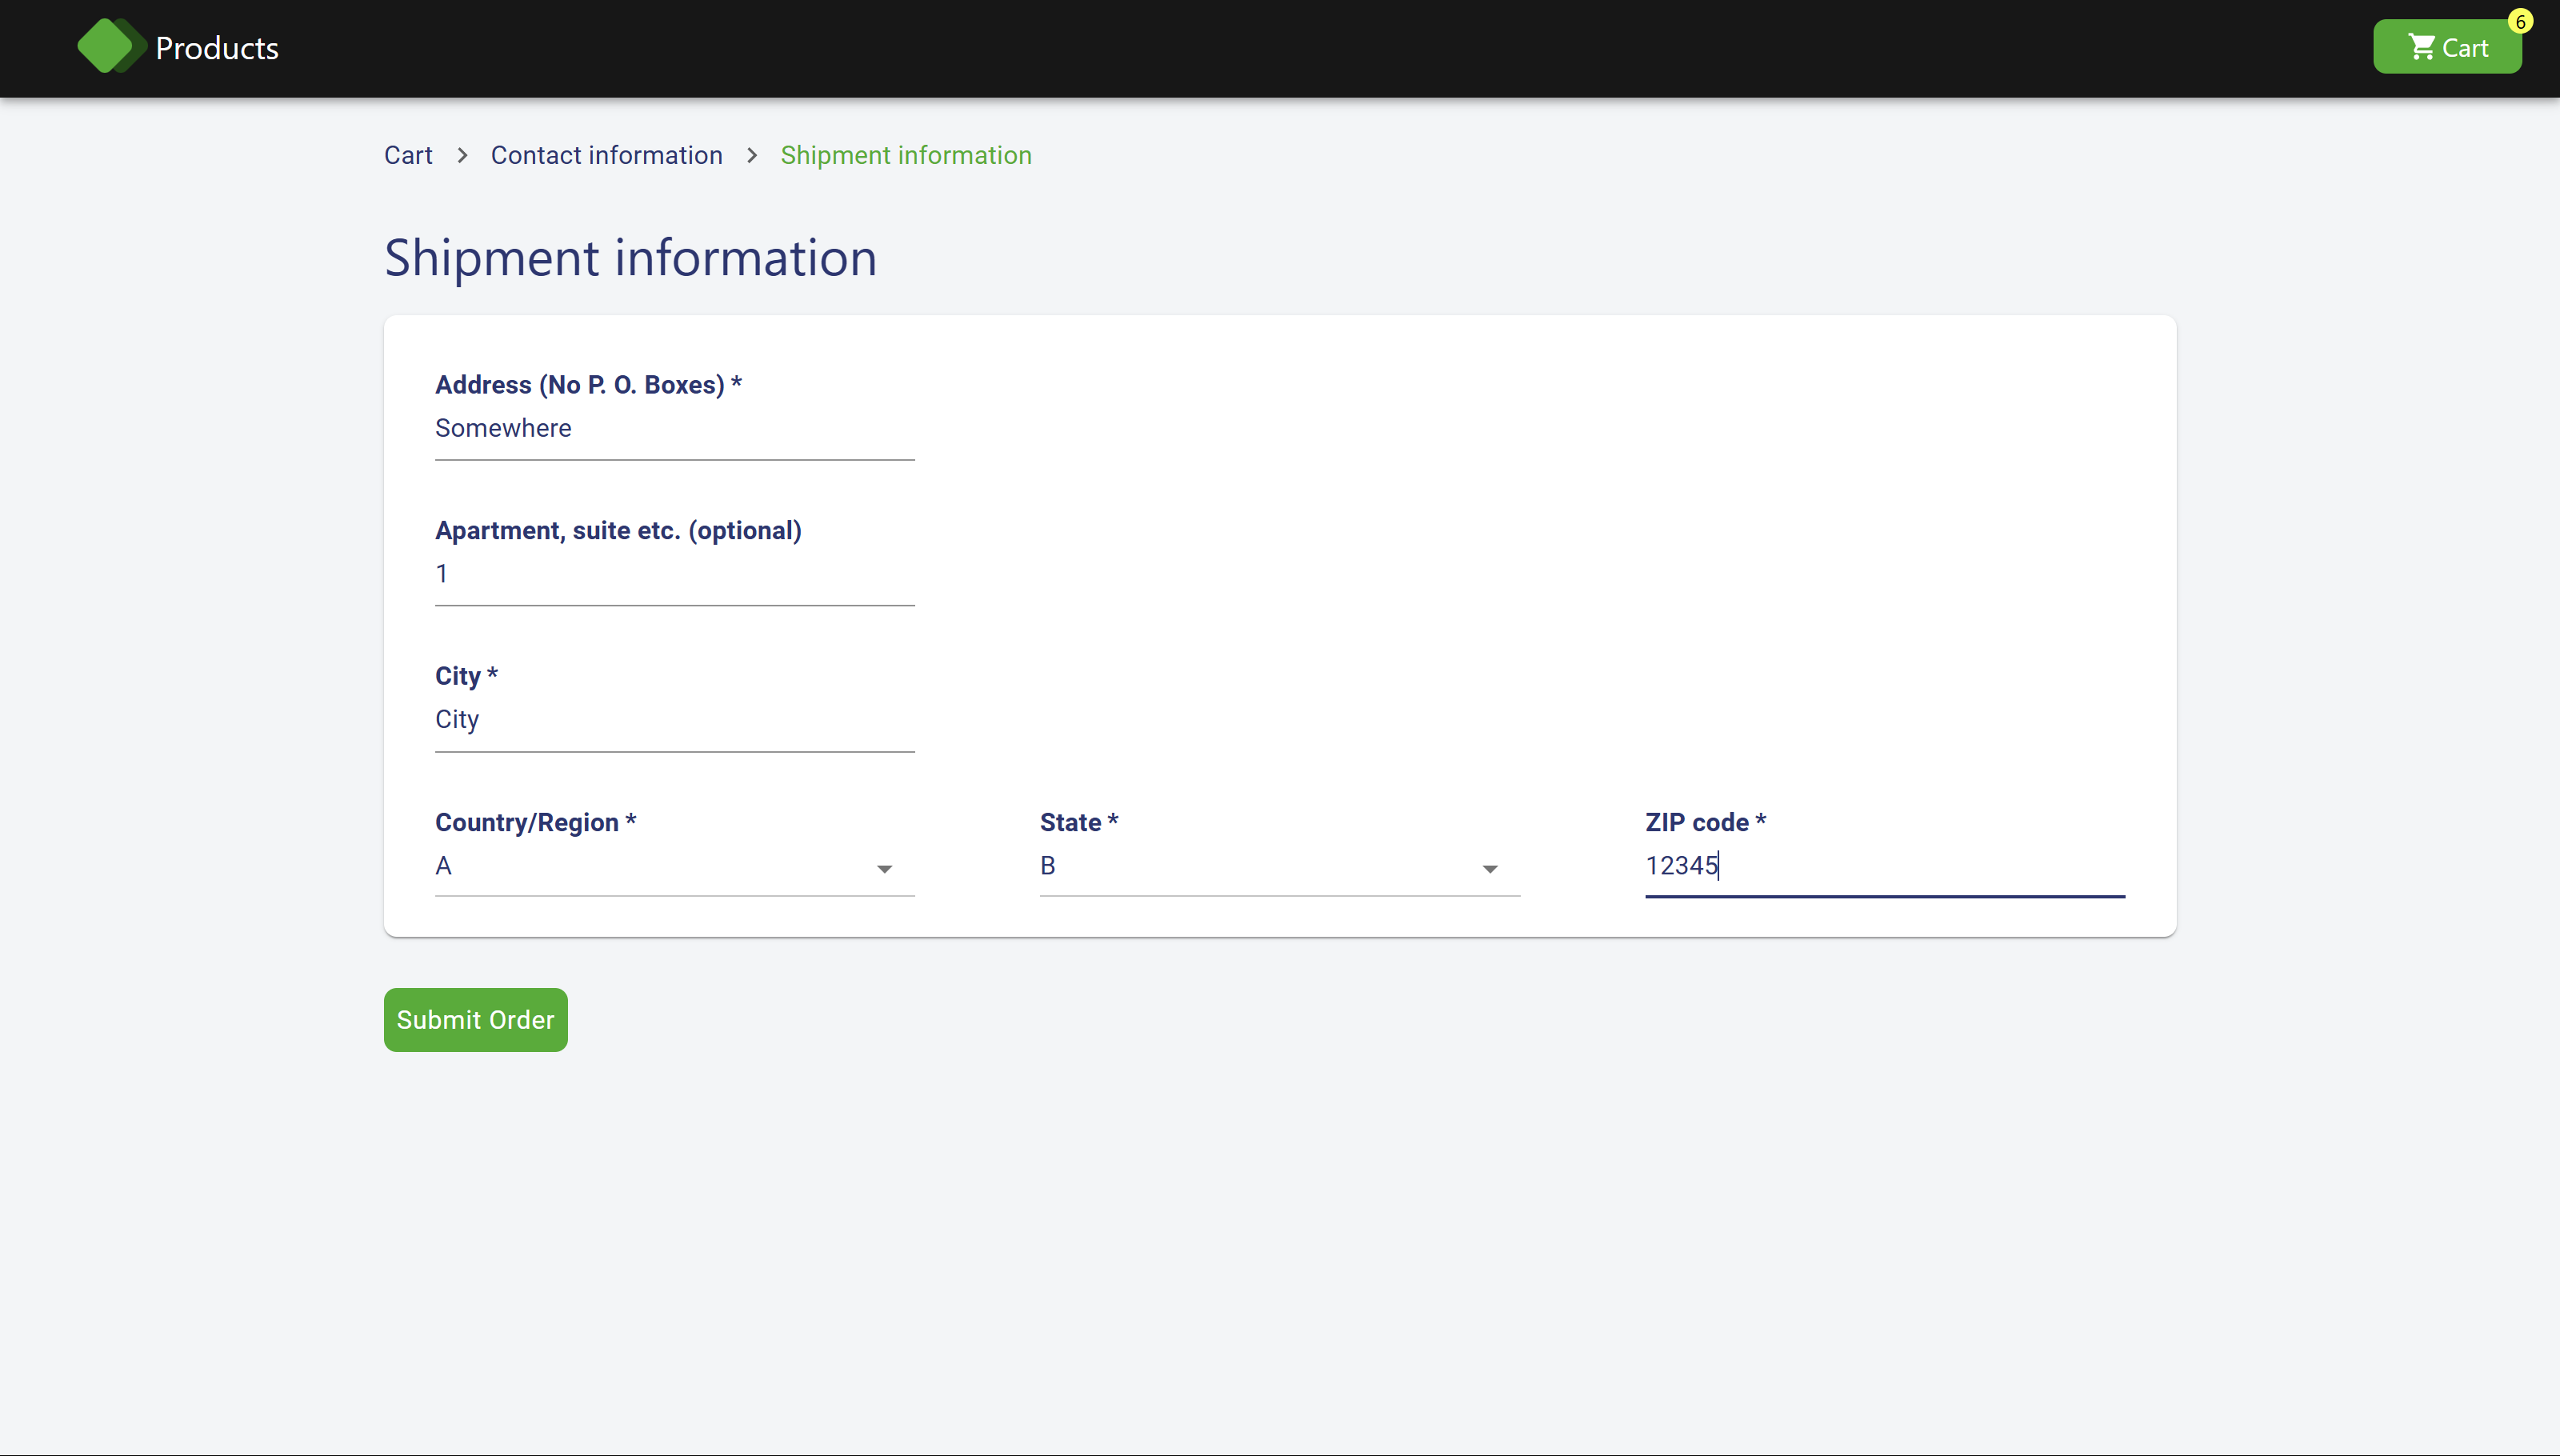 Products
Cart
6
Cart
Contact information
Shipment information
Shipment information
Address (No P. O. Boxes) *
Somewhere
Apartment, suite etc. (optional)
1
City *
City
Country/Region *
State *
ZIP code *
A
B
12345
Submit Order